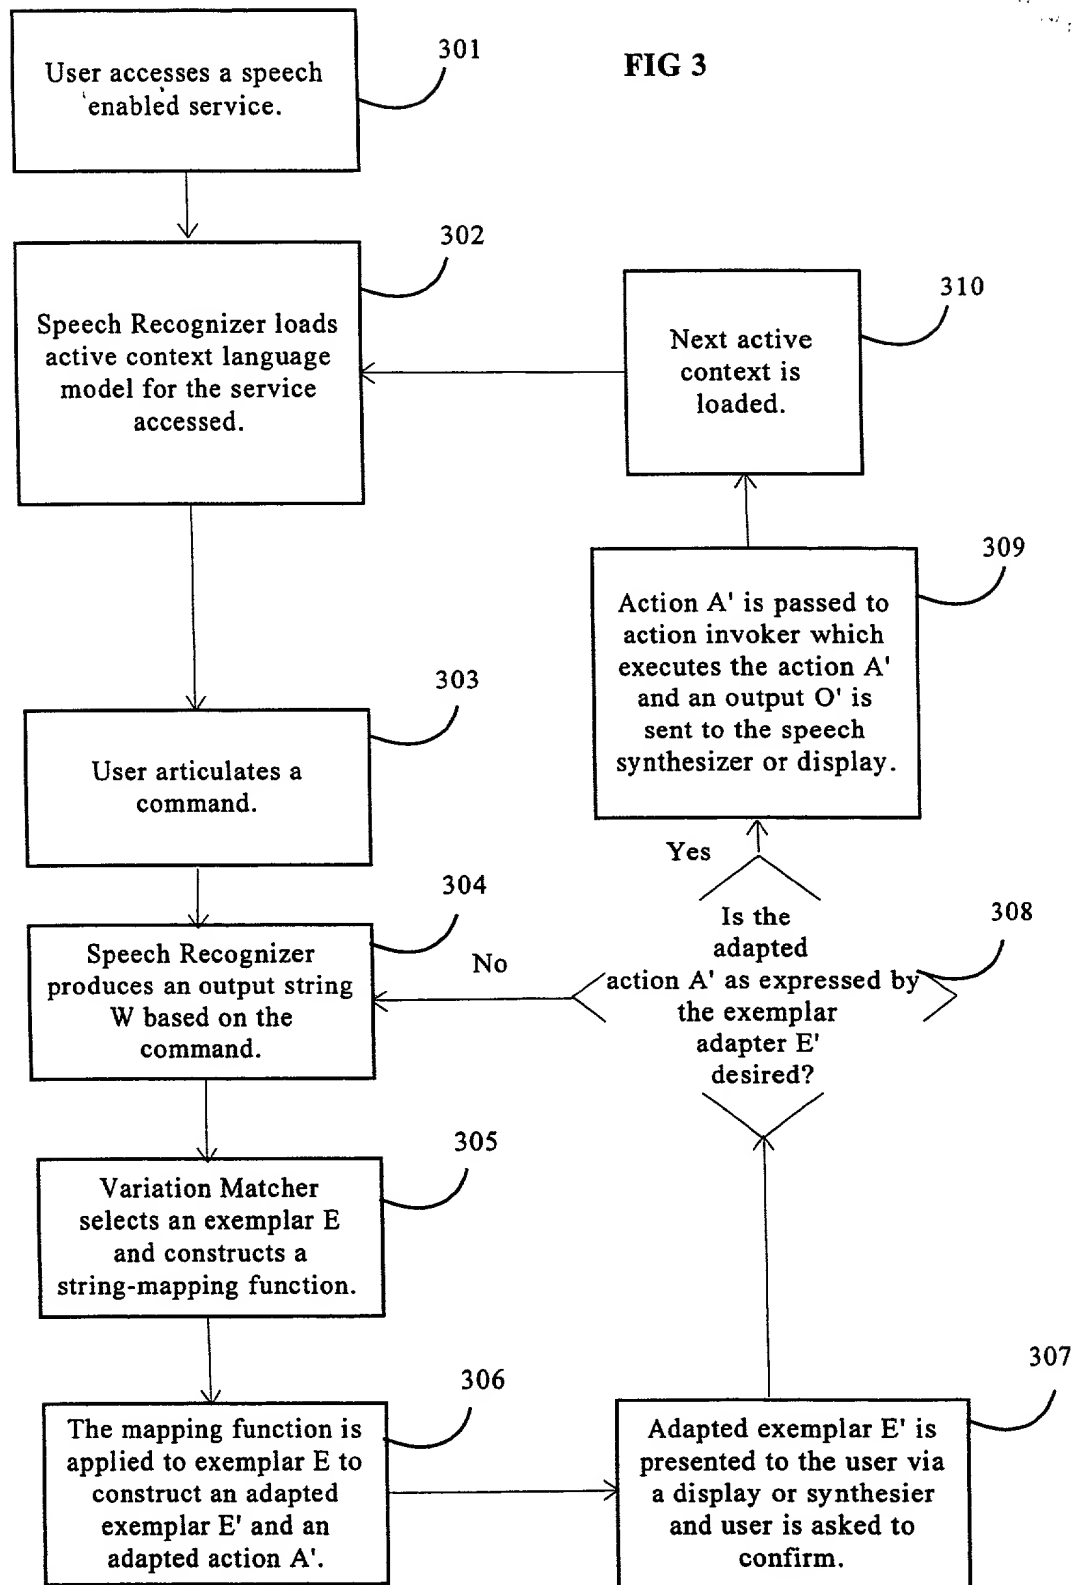 FIG 3
301
User accesses a speech
enabled service.
302
Speech Recognizer loads
active context language
model for the service
accessed.
303
User articulates a
command.
304
Speech Recognizer
produces an output string
W based on the
command.
305
Variation Matcher
selects an exemplar E
and constructs a
string-mapping function.
306
The mapping function is
applied to exemplar E to
construct an adapted
exemplar E' and an
adapted action A'.
307
Adapted exemplar E' is
presented to the user via
a display or synthesier
and user is asked to
confirm.
308
Is the
adapted
action A' as expressed by
the exemplar
adapter E'
desired?
No
Yes
309
Action A' is passed to
action invoker which
executes the action A'
and an output O' is
sent to the speech
synthesizer or display.
310
Next active
context is
loaded.